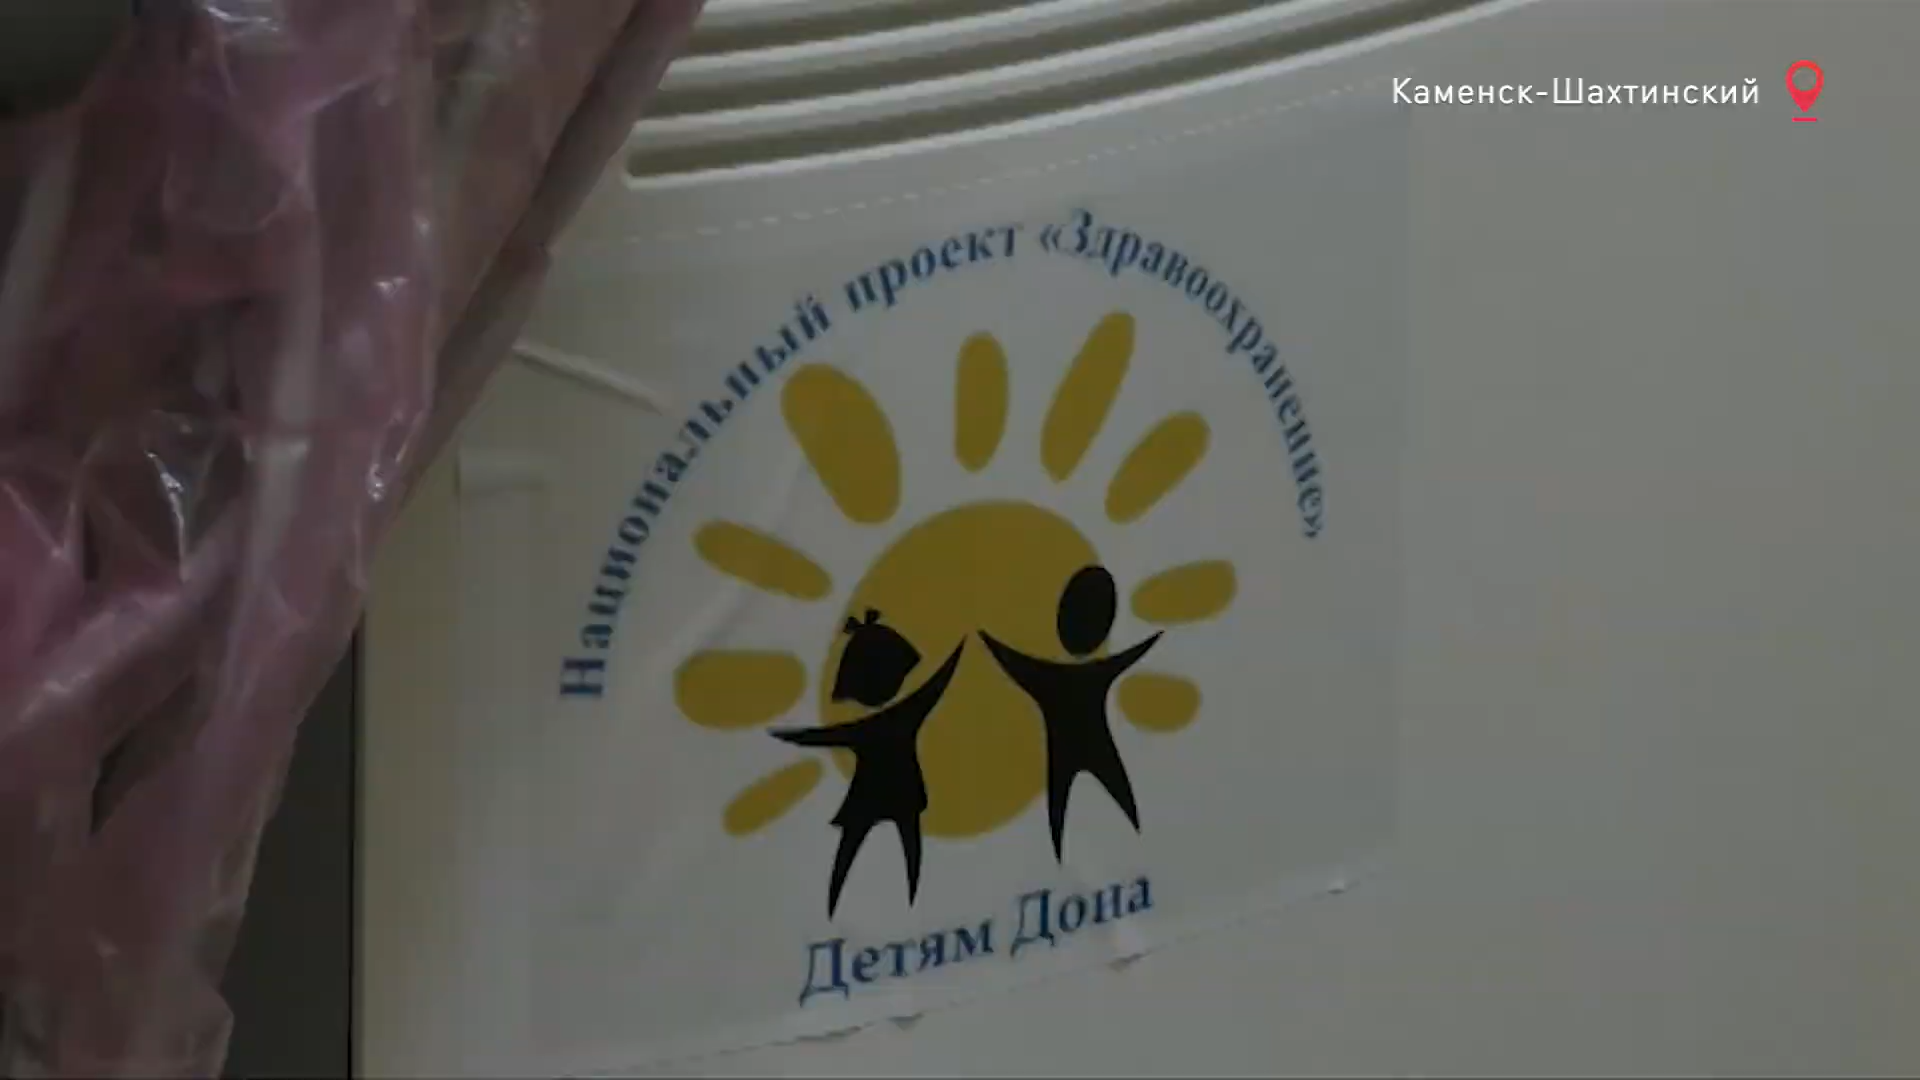 Каменск-Шахтинский
Национальный проект «Здравоохранение»
Детям Дона